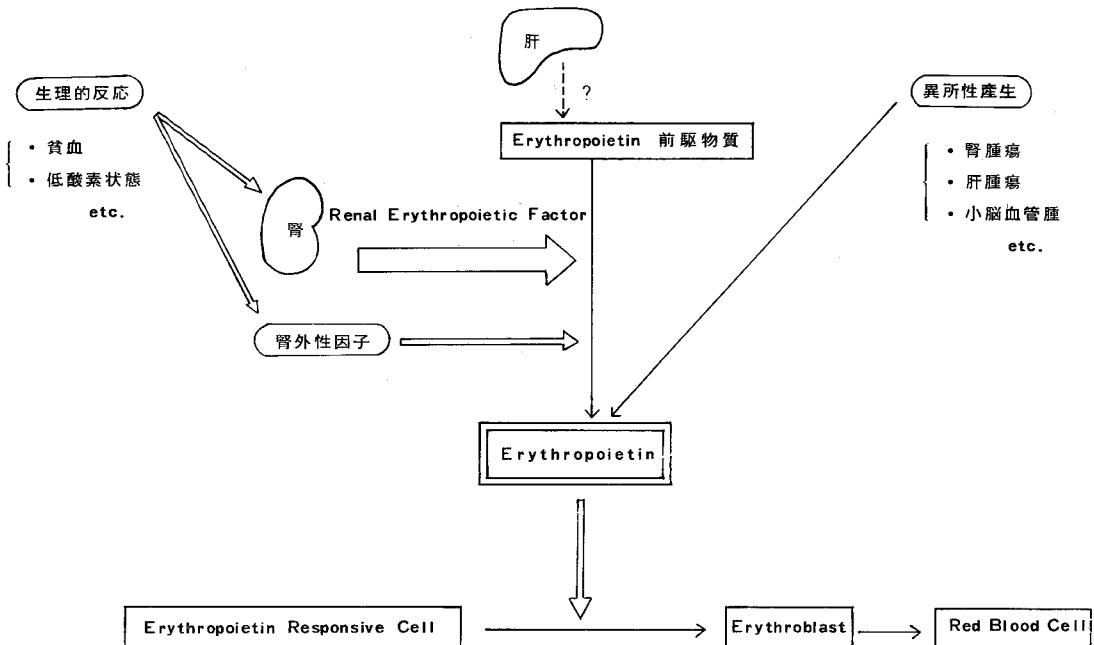 肝
?
生理的反応
異所性産生
Erythropoietin 前駆物質
・ 貧血
・ 低酸素状態
etc.
・ 腎腫瘍
・ 肝腫瘍
・ 小脳血管腫
etc.
腎
Renal Erythropoietic Factor
腎外性因子
Erythropoietin
Erythropoietin Responsive Cell
Erythroblast
Red Blood Cell